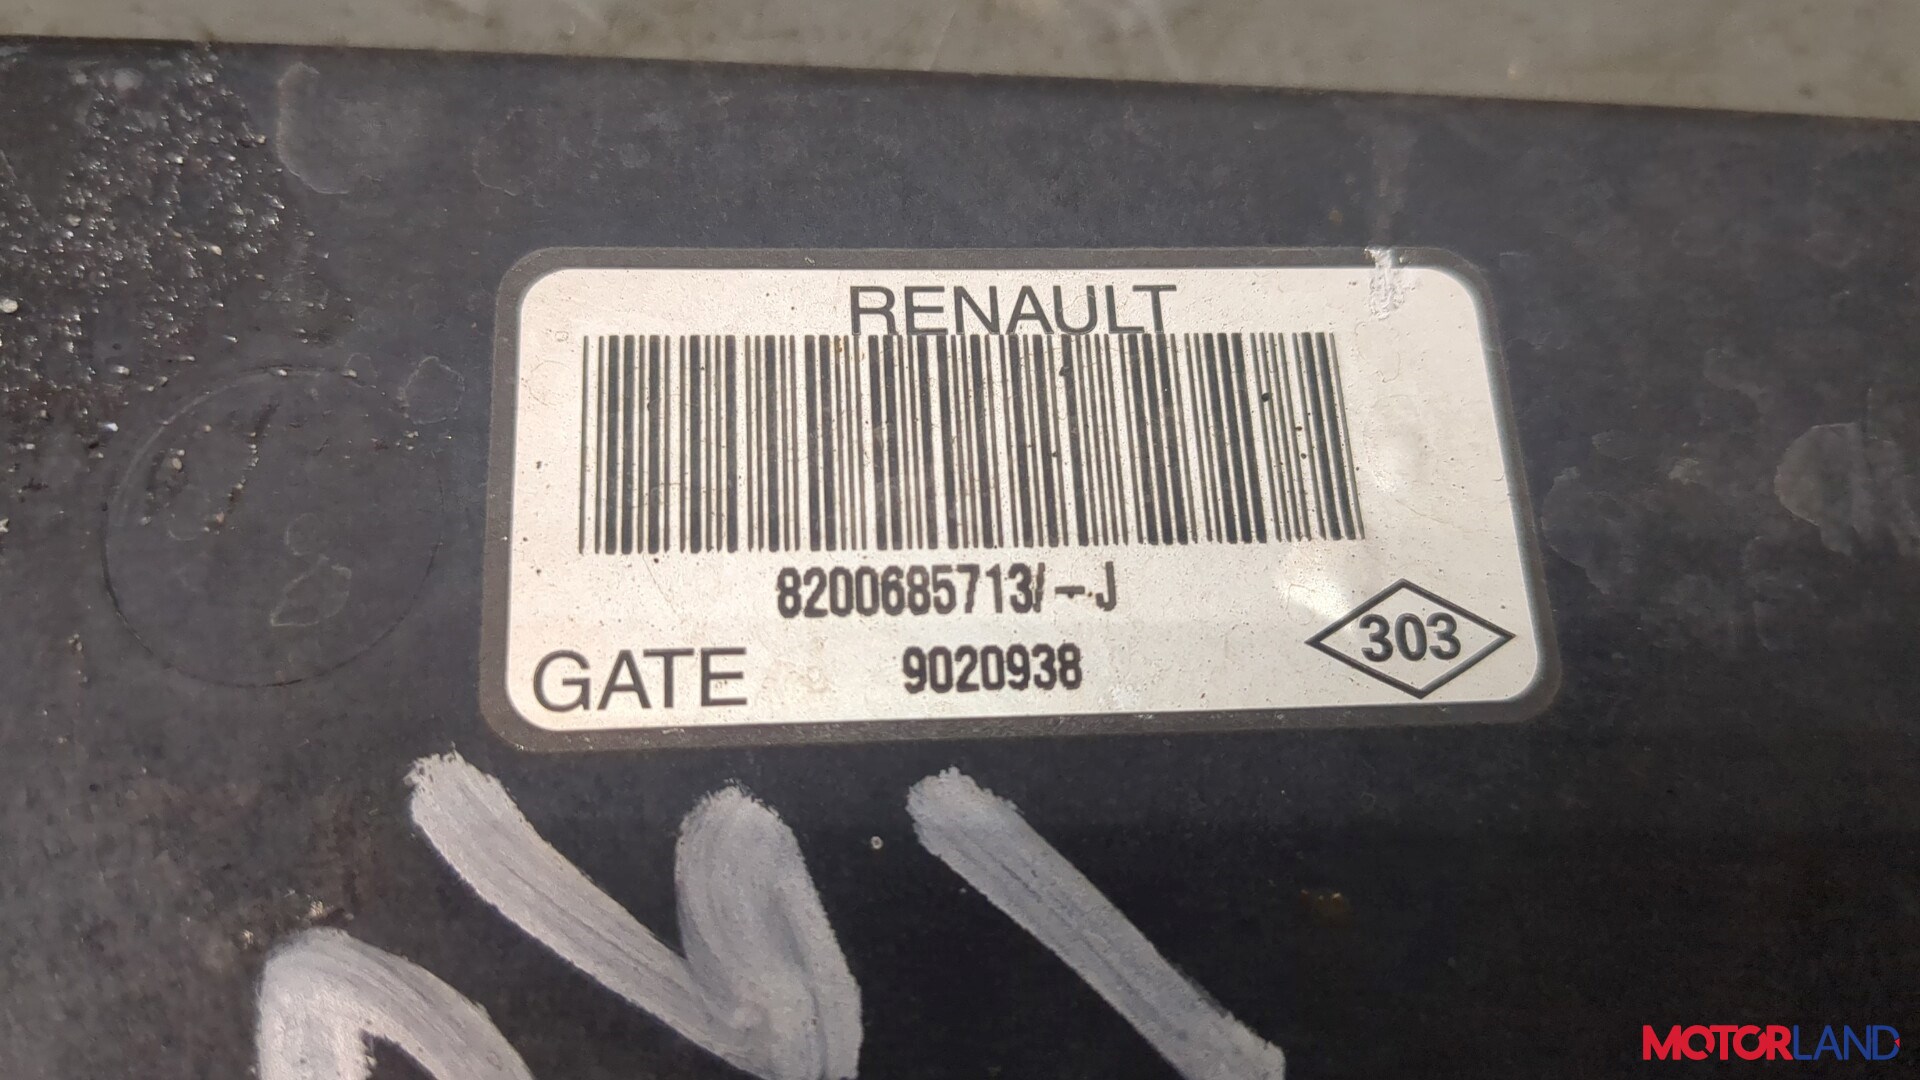 RENAULT
8200685713/--J
GATE 9020938 303
MOTORLAND